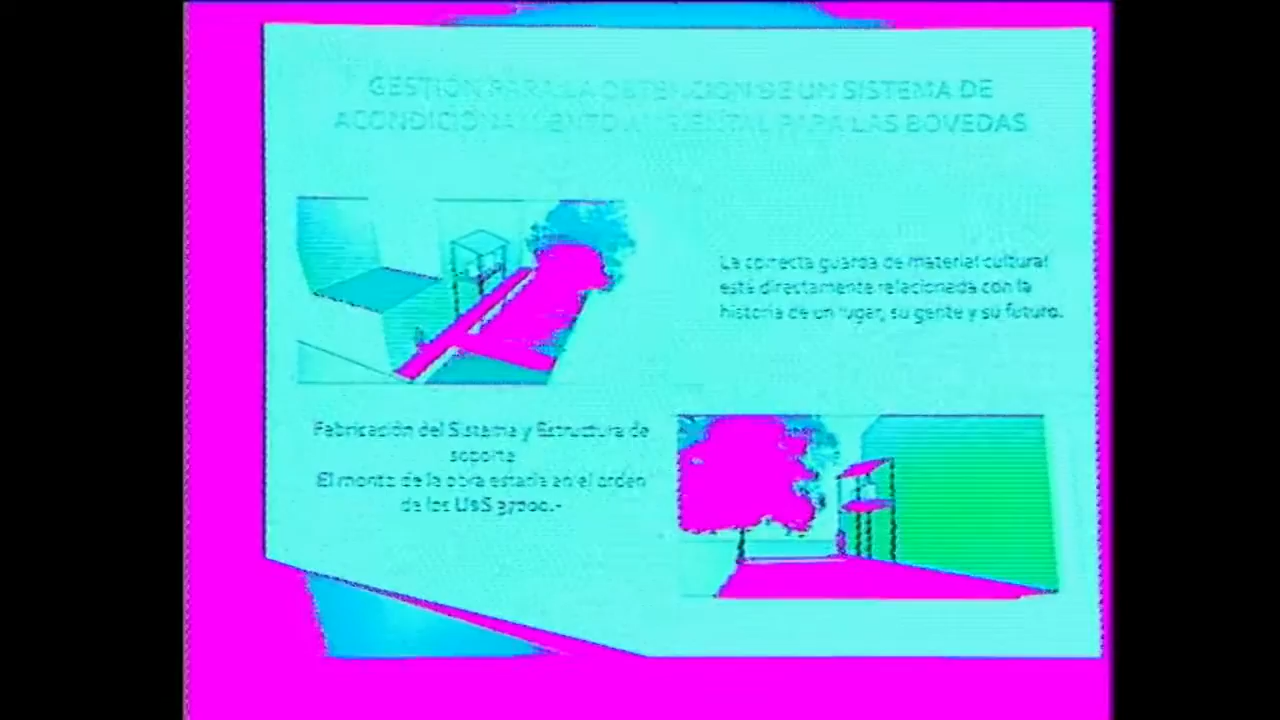 GESTIÓN PARA LA OBTENCIÓN DE UN SISTEMA DE
ACONDICIONAMIENTO AMBIENTAL PARA LAS BOVEDAS
La correcta guarda de material cultural
está directamente relacionada con la
historia de un lugar, su gente y su futuro.
Fabricación del Sistema y Estructura de
soporte
El monto de la obra estaría en el orden
de los U$S 37000.-